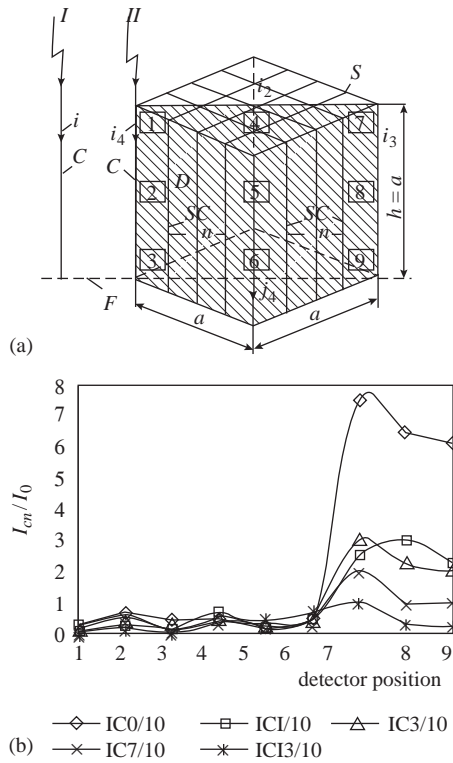 I II
S
i2
1 4 7
i i4 i3
C C D
2 5 8
h = a
SC SC
n n
3 6 9
j4
F
a a
(a)
8
7
6
5
4
3
2
1
0
Icn/I0
1 2 3 4 5 6 7 8 9
detector position
IC0/10 ICI/10 IC3/10
(b) IC7/10 ICI3/10